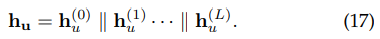 h_u = h_u^{(0)} ∥ h_u^{(1)} ⋯ ∥ h_u^{(L)}. (17)